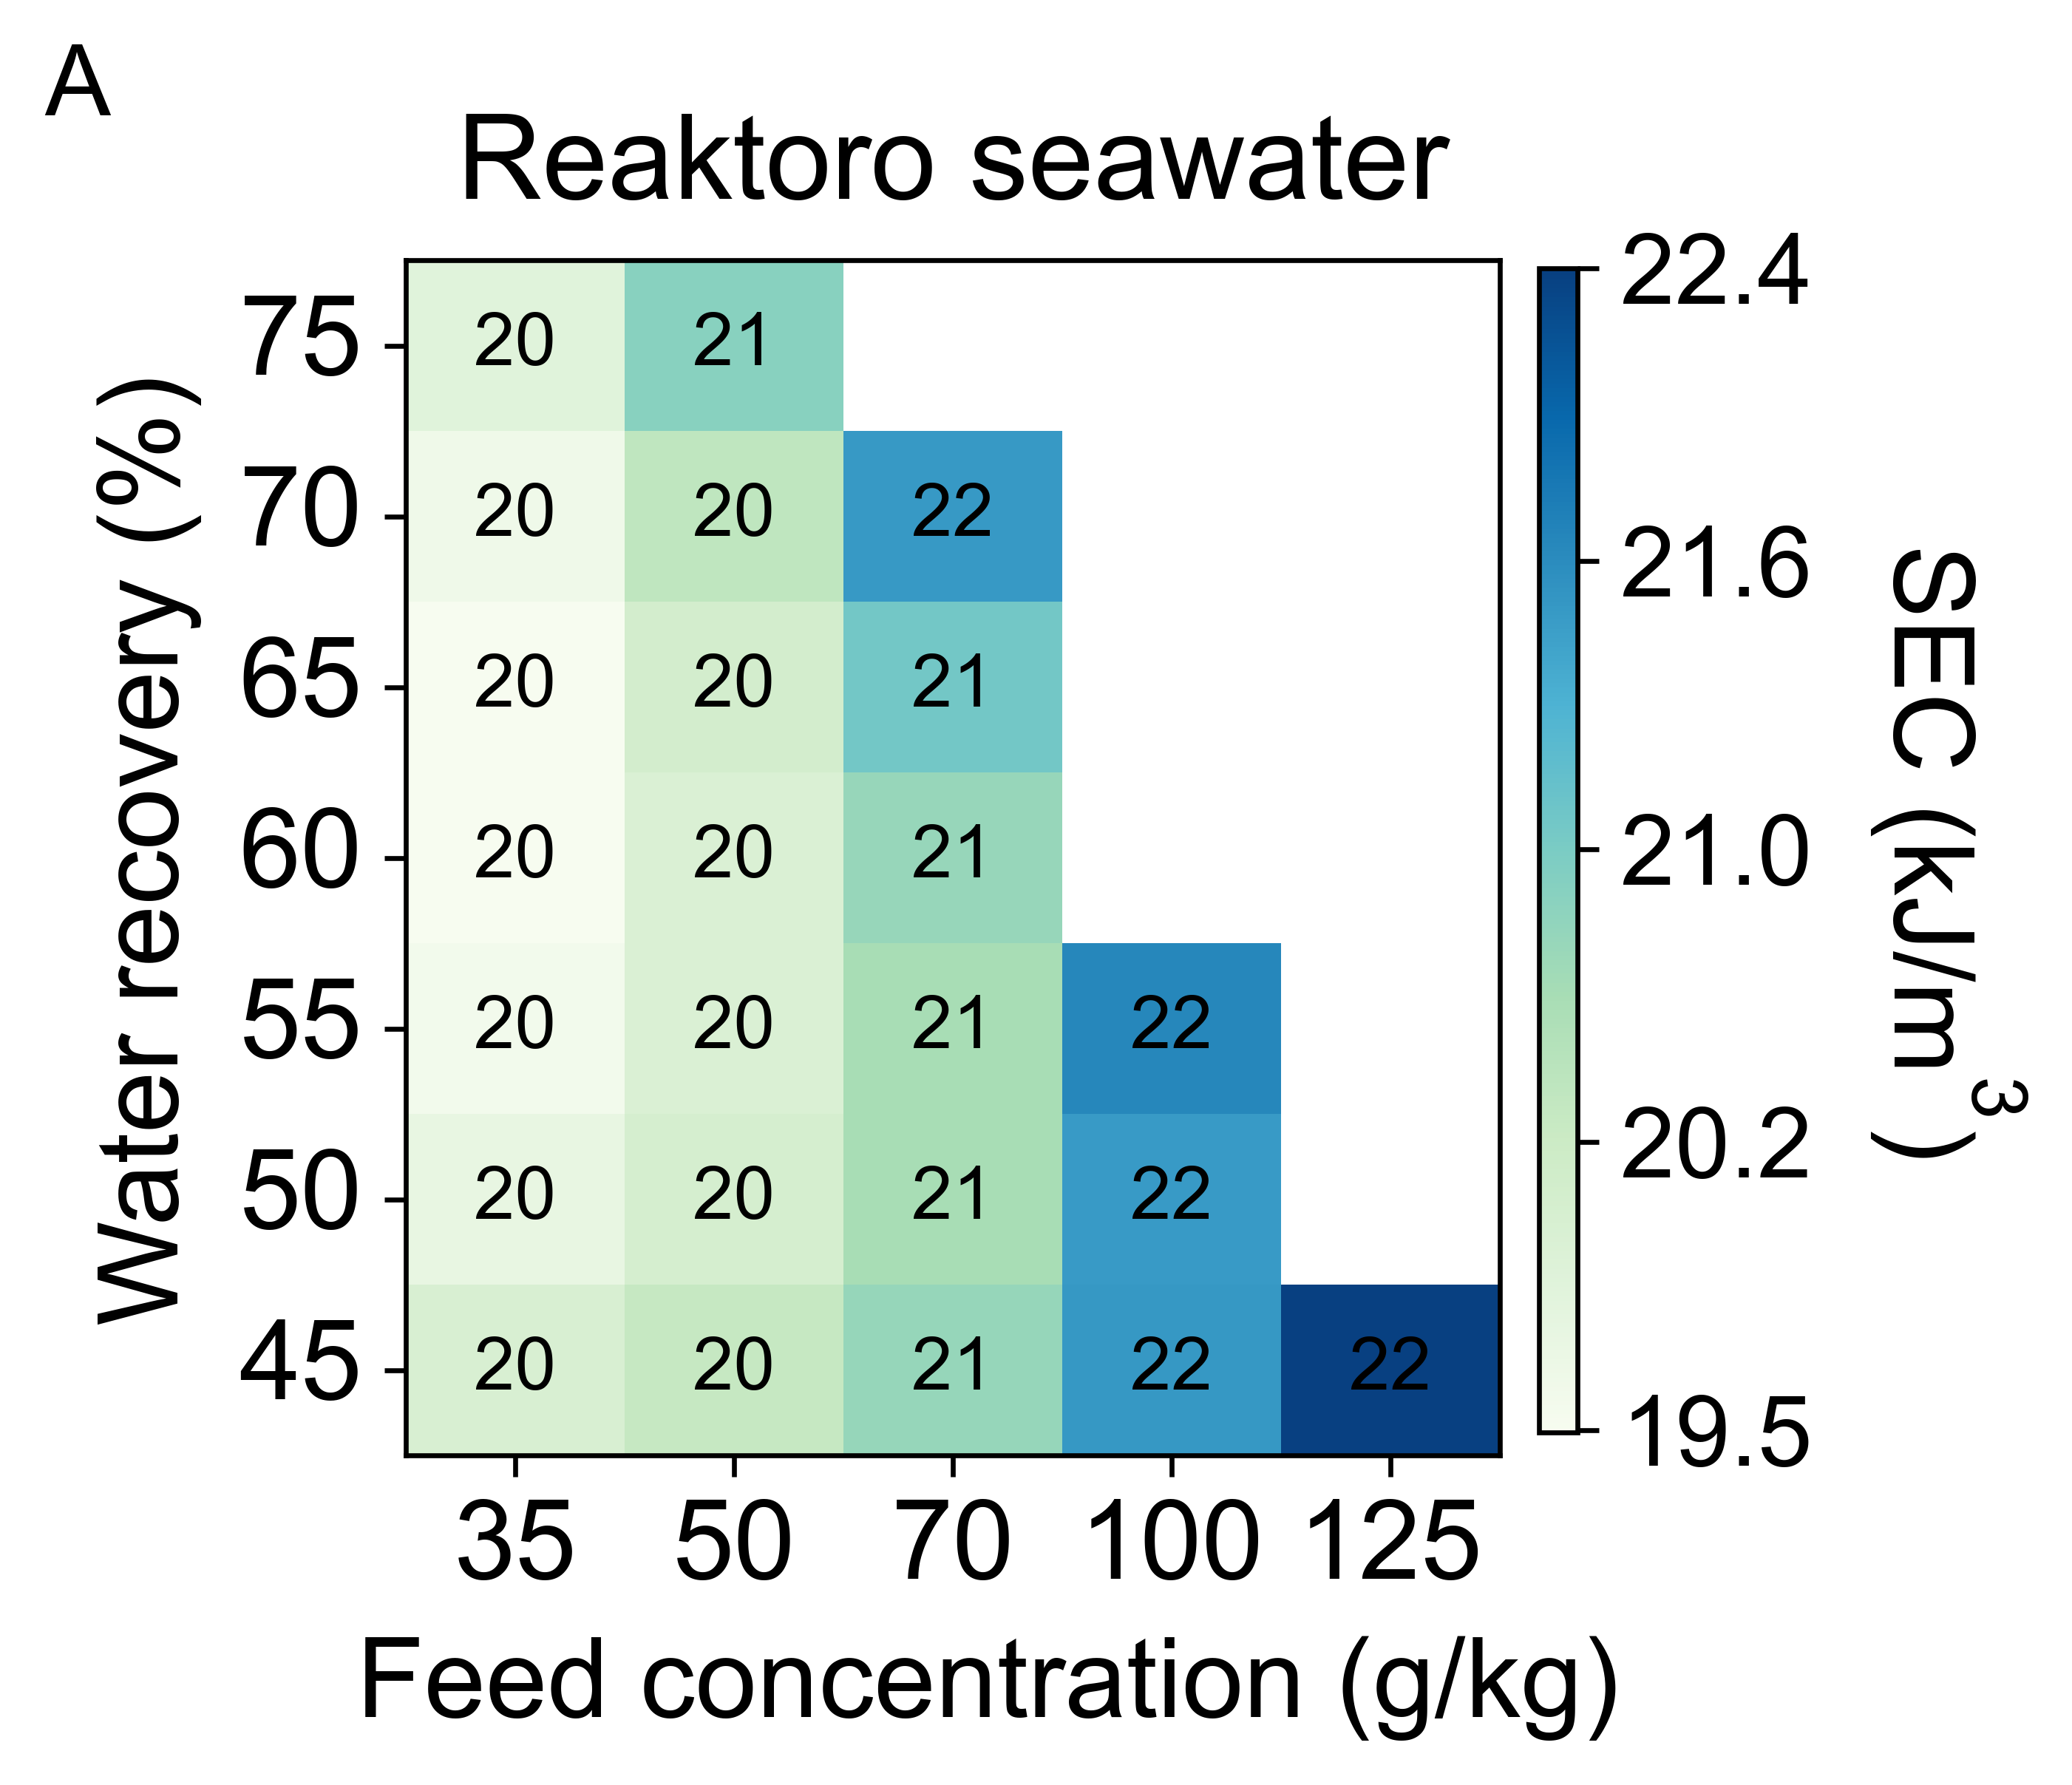 A
Reaktoro seawater
Water recovery (%)
75 20 21
70 20 20 22
65 20 20 21
60 20 20 21
55 20 20 21 22
50 20 20 21 22
45 20 20 21 22 22
35 50 70 100 125
Feed concentration (g/kg)
22.4
21.6
21.0
20.2
19.5
SEC (kJ/m³)